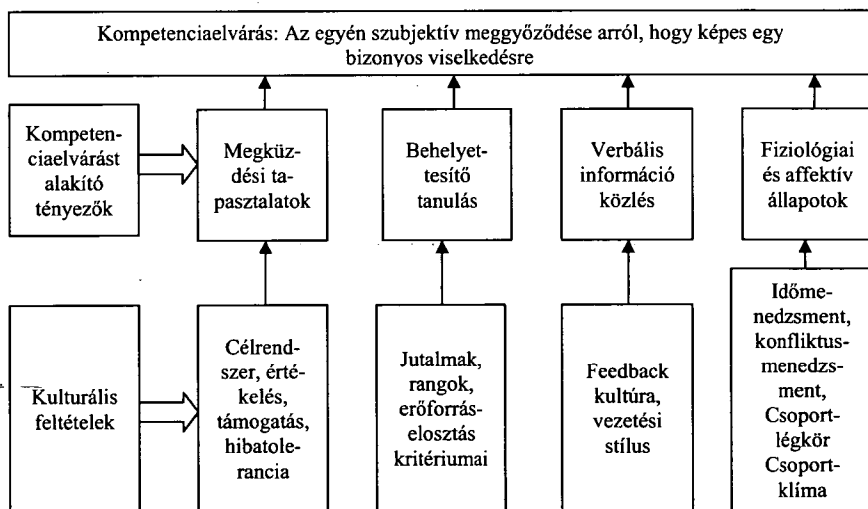 Kompetenciaelvárás: Az egyén szubjektív meggyőződése arról, hogy képes egy
bizonyos viselkedésre
Kompeten-
ciaelvárást
alakító
tényezők
Megküz-
dési ta-
pasztalatok
Behelyet-
tesítő
tanulás
Verbális
információ
közlés
Fiziológiai
és affektív
állapotok
Kulturális
feltételek
Célrend-
szer, érté-
kelés,
támogatás,
hibatole-
rancia
Jutalmak,
rangok,
erőforrás-
elosztás
kritériumai
Feedback
kultúra,
vezetési
stílus
Időme-
nedzsment,
konfliktus-
menedzs-
ment,
Csoport-
légkör
Csoport-
klíma